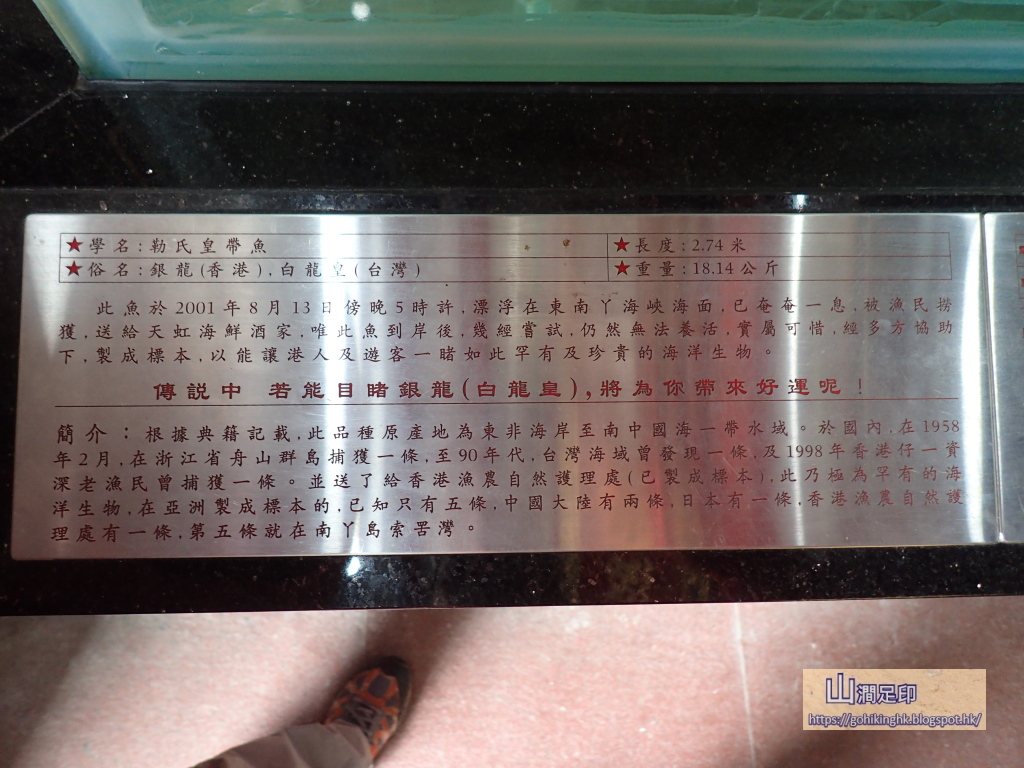 ★學名:勒氏皇帶魚 ★長度:2.74米
★俗名:銀龍(香港),白龍皇(台灣) ★重量:18.14公斤
此魚於2001年8月13日傍晚5時許,漂浮在東南丫海峽海面,已奄奄一息,被漁民撈
獲,送給天虹海鮮酒家,唯此魚到岸後,幾經嘗試,仍然無法養活,實屬可惜,經多方協助
下,製成標本,以能讓港人及遊客一睹如此罕有及珍貴的海洋生物。
傳説中 若能目睹銀龍(白龍皇),將為你帶來好運呢!
簡介:根據典籍記載,此品種原產地為東非海岸至南中國海一帶水域。於國內,在1958
年2月,在浙江省舟山群島捕獲一條,至90年代,台灣海域曾發現一條,及1998年香港仔一資
深老漁民曾捕獲一條。並送了給香港漁農自然護理處(已製成標本),此乃極為罕有的海
洋生物,在亞洲製成標本的,已知只有五條,中國大陸有兩條,日本有一條,香港漁農自然護
理處有一條,第五條就在南丫島索罟灣。
山澗足印
https://gohikinghk.blogspot.hk/